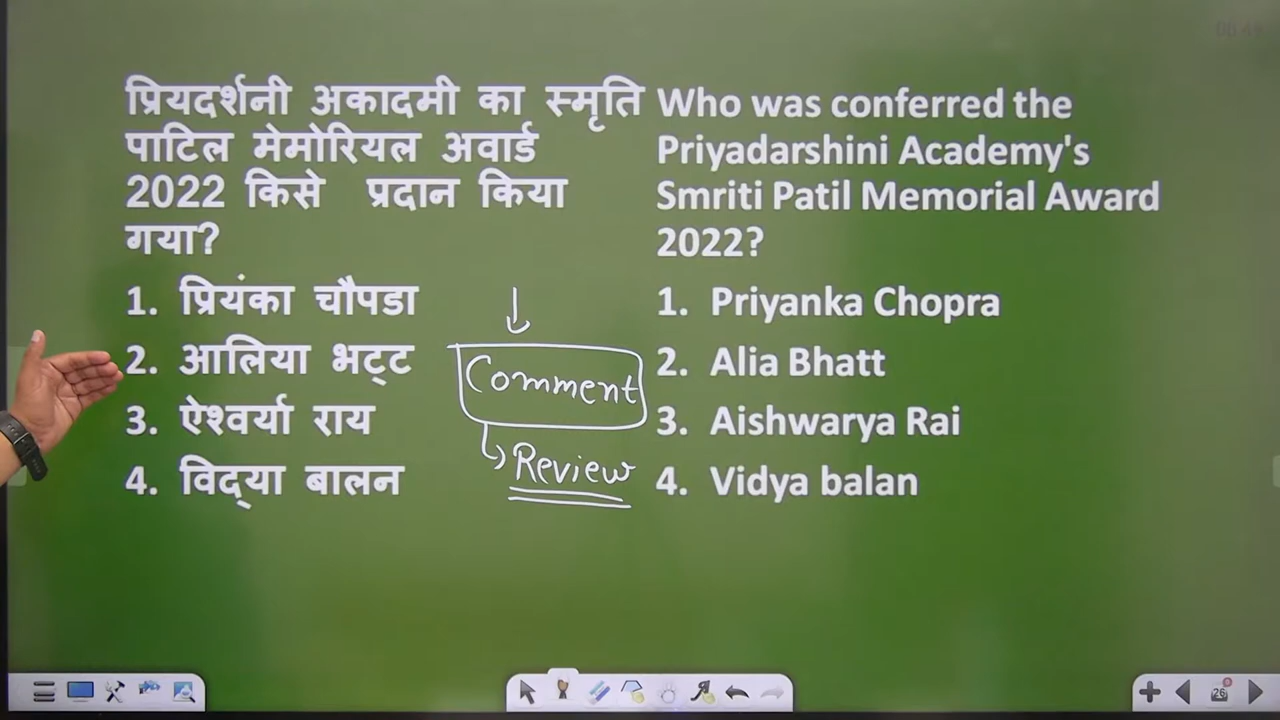 प्रियदर्शनी अकादमी का स्मृति
पाटिल मेमोरियल अवार्ड
2022 किसे प्रदान किया
गया?
1. प्रियंका चौपडा
2. आलिया भट्ट
3. ऐश्वर्या राय
4. विद्या बालन
Comment
Review
Who was conferred the
Priyadarshini Academy's
Smriti Patil Memorial Award
2022?
1. Priyanka Chopra
2. Alia Bhatt
3. Aishwarya Rai
4. Vidya balan
26